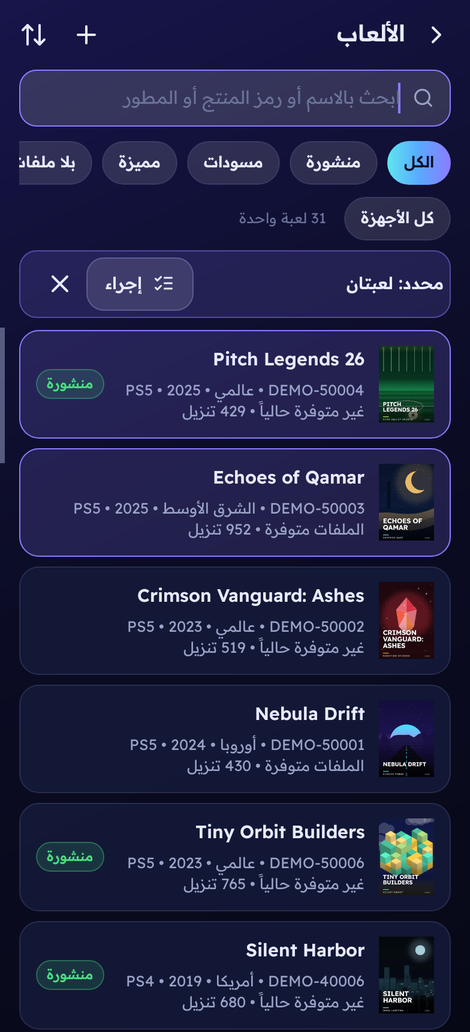 الألعاب
ابحث بالاسم أو رمز المنتج أو المطور
الكل
منشورة
مسودات
مميزة
بلا ملفات
كل الأجهزة
31 لعبة واحدة
محدد: لعبتان
إجراء
PITCH
LEGENDS 26
Pitch Legends 26
DEMO-50004 • عالمي • 2025 • PS5
غير متوفرة حالياً • 429 تنزيل
منشورة
ECHOES OF
QAMAR
Echoes of Qamar
DEMO-50003 • الشرق الأوسط • 2025 • PS5
الملفات متوفرة • 952 تنزيل
CRIMSON
VANGUARD:
ASHES
Crimson Vanguard: Ashes
DEMO-50002 • عالمي • 2023 • PS5
غير متوفرة حالياً • 519 تنزيل
NEBULA DRIFT
Nebula Drift
DEMO-50001 • أوروبا • 2024 • PS5
الملفات متوفرة • 430 تنزيل
TINY ORBIT
BUILDERS
Tiny Orbit Builders
DEMO-50006 • عالمي • 2023 • PS5
غير متوفرة حالياً • 765 تنزيل
منشورة
SILENT
HARBOR
Silent Harbor
DEMO-40006 • أمريكا • 2019 • PS4
غير متوفرة حالياً • 680 تنزيل
منشورة